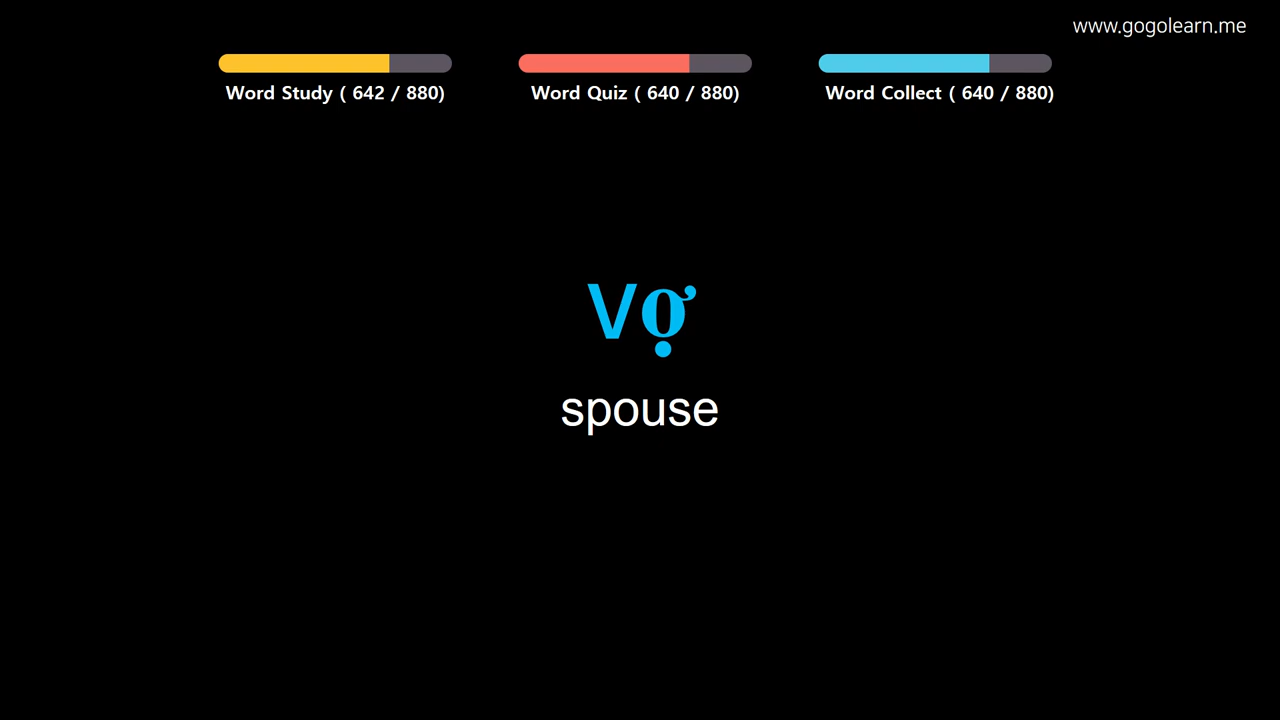 www.gogolearn.me
Word Study ( 642 / 880)
Word Quiz ( 640 / 880)
Word Collect ( 640 / 880)
Vợ
spouse